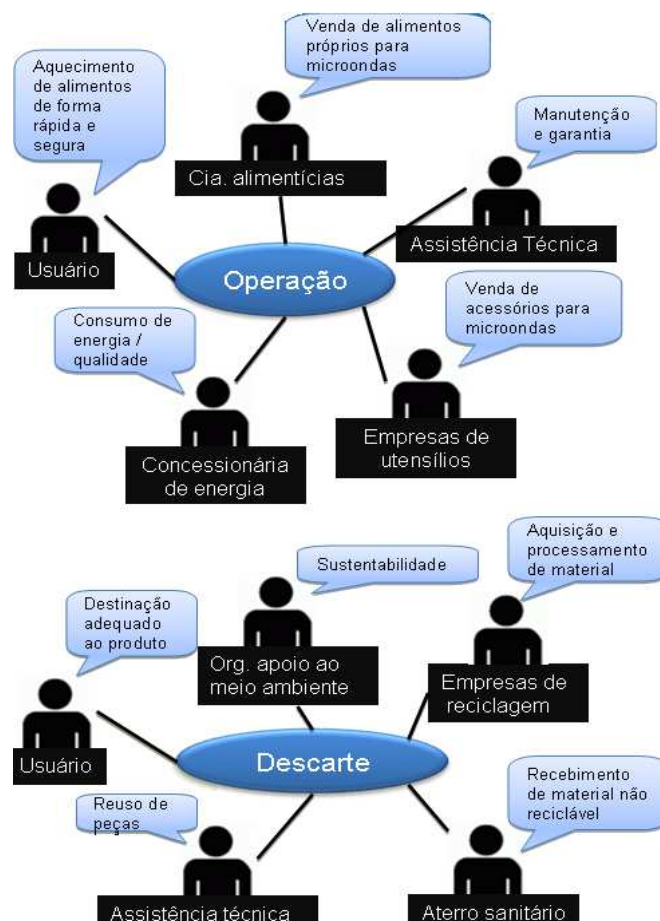 Venda de alimentos
próprios para
microondas
Aquecimento
de alimentos
de forma
rápida e
segura
Manutenção
e garantia
Cia. alimentícias
Usuário
Assistência Técnica
Operação
Venda de
acessórios para
microondas
Consumo de
energia /
qualidade
Empresas de
utensílios
Concessionária
de energia
Aquisição e
processamento
de material
Sustentabilidade
Destinação
adequado
ao produto
Org. apoio ao
meio ambiente
Empresas de
reciclagem
Usuário
Descarte
Recebimento
de material não
reciclável
Reuso de
peças
Assistência técnica
Aterro sanitário